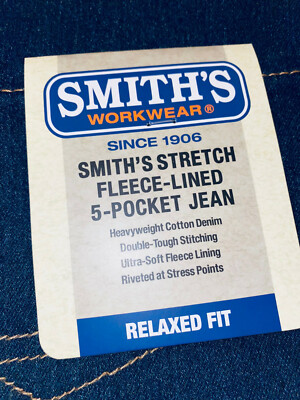 SMITH'S
WORKWEAR®
SINCE 1906
SMITH'S STRETCH
FLEECE-LINED
5-POCKET JEAN
Heavyweight Cotton Denim
Double-Tough Stitching
Ultra-Soft Fleece Lining
Riveted at Stress Points
RELAXED FIT